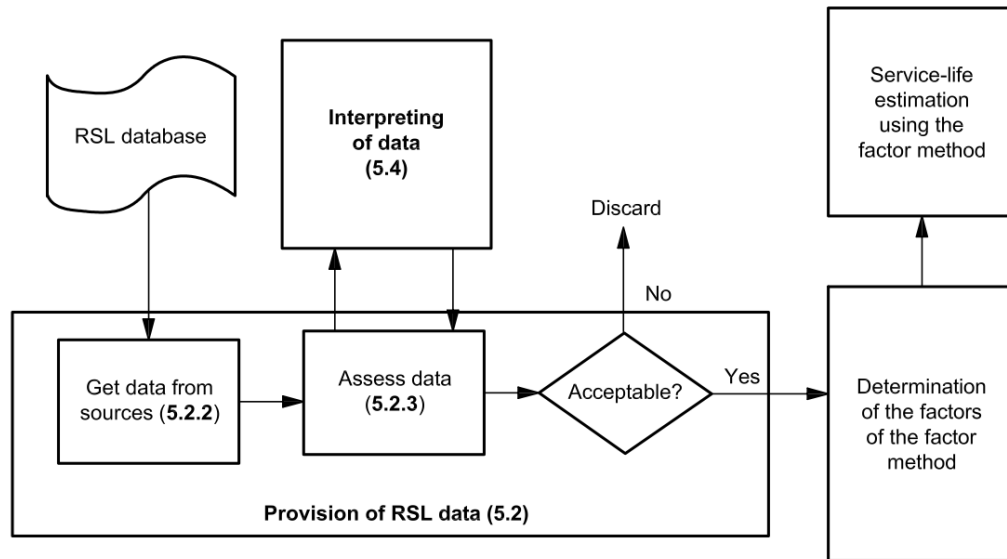 RSL database
Interpreting
of data
(5.4)
Service-life
estimation
using the
factor method
Discard
No
Get data from
sources (5.2.2)
Assess data
(5.2.3)
Acceptable?
Yes
Determination
of the factors
of the factor
method
Provision of RSL data (5.2)